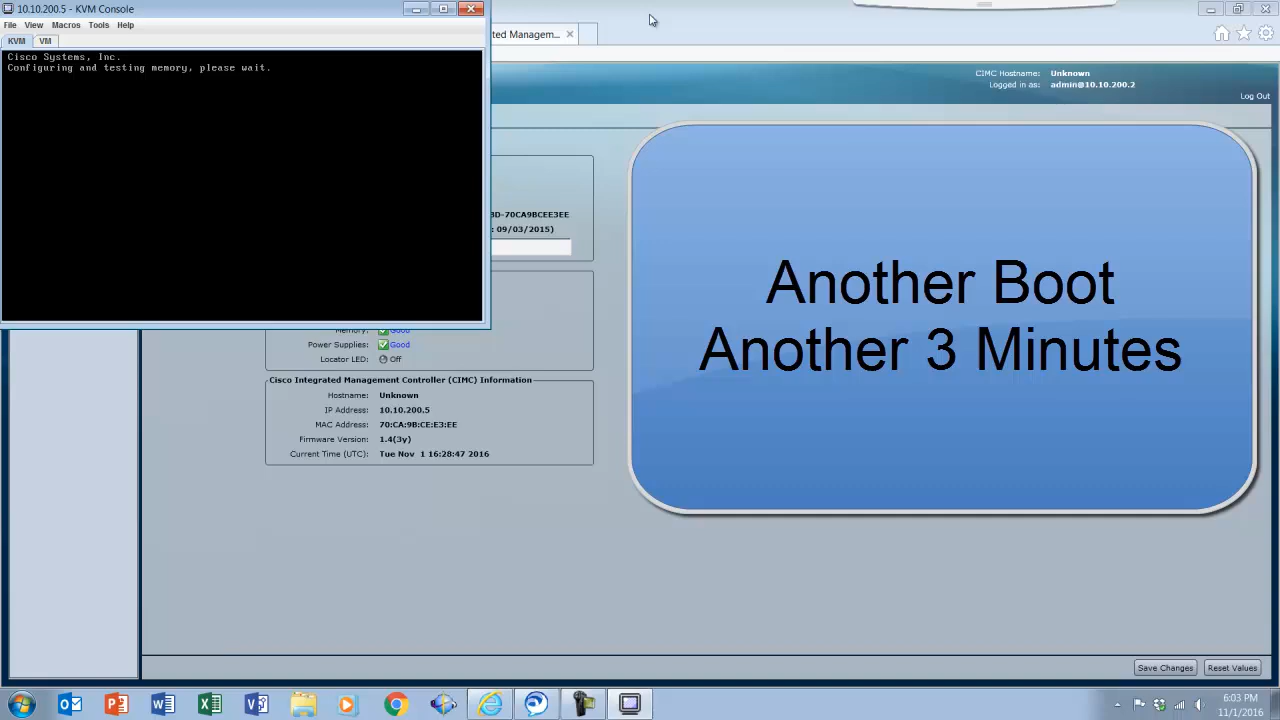 10.10.200.5 - KVM Console
File View Macros Tools Help
KVM VM
Cisco Systems, Inc.
Configuring and testing memory, please wait.
ted Managem...
CIMC Hostname: Unknown
Logged in as: admin@10.10.200.2
Log Out
3D-70CA9BCEE3EE
: 09/03/2015)
Memory: Good
Power Supplies: Good
Locator LED: Off
Cisco Integrated Management Controller (CIMC) Information
Hostname: Unknown
IP Address: 10.10.200.5
MAC Address: 70:CA:9B:CE:E3:EE
Firmware Version: 1.4(3y)
Current Time (UTC): Tue Nov 1 16:28:47 2016
Another Boot
Another 3 Minutes
Save Changes Reset Values
6:03 PM
11/1/2016